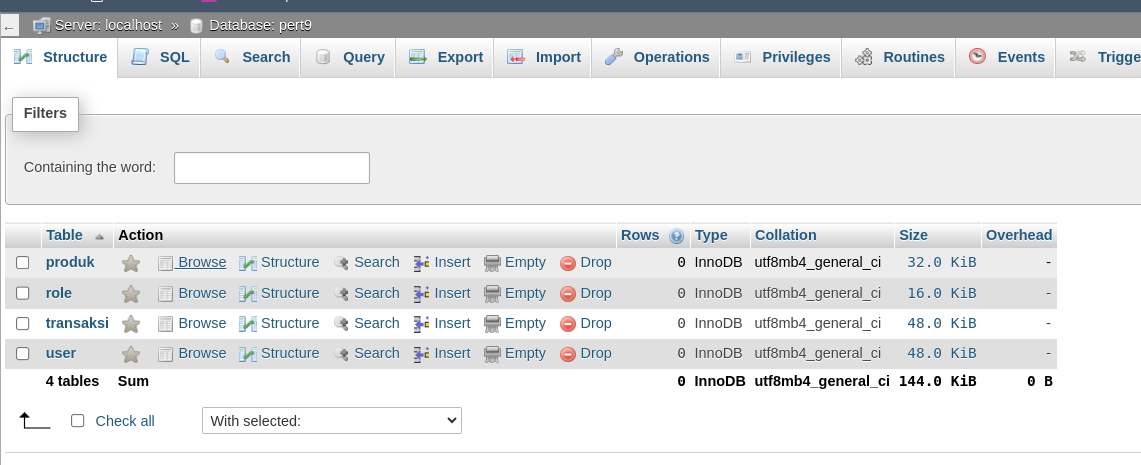 ← Server: localhost » Database: pert9
Structure SQL Search Query Export Import Operations Privileges Routines Events Trigge
Filters
Containing the word:
Table Action Rows Type Collation Size Overhead
produk Browse Structure Search Insert Empty Drop 0 InnoDB utf8mb4_general_ci 32.0 KiB -
role Browse Structure Search Insert Empty Drop 0 InnoDB utf8mb4_general_ci 16.0 KiB -
transaksi Browse Structure Search Insert Empty Drop 0 InnoDB utf8mb4_general_ci 48.0 KiB -
user Browse Structure Search Insert Empty Drop 0 InnoDB utf8mb4_general_ci 48.0 KiB -
4 tables Sum 0 InnoDB utf8mb4_general_ci 144.0 KiB 0 B
Check all With selected: